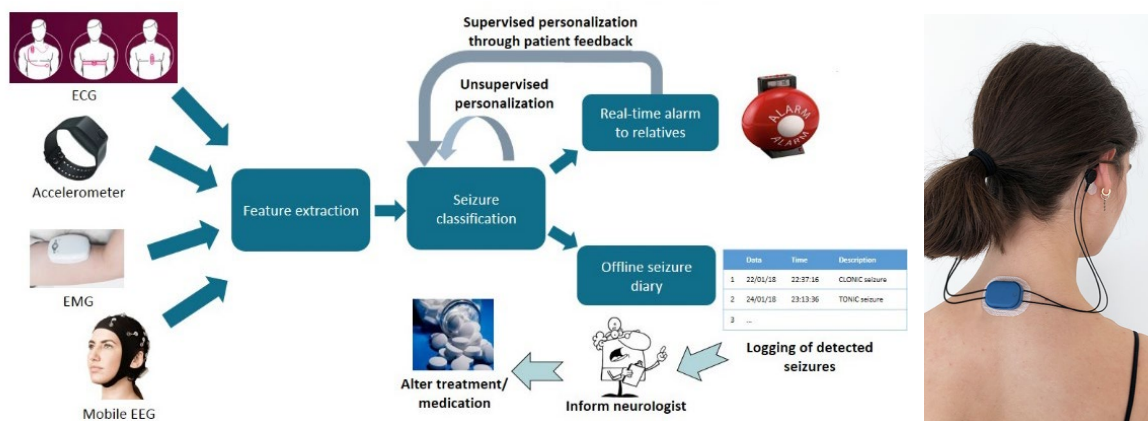 Supervised personalization
through patient feedback
Unsupervised
personalization
ECG
Accelerometer
EMG
Mobile EEG
Feature extraction
Seizure
classification
Real-time alarm
to relatives
ALARM
ALARM
Offline seizure
diary
Data Time Description
1 22/01/18 22:37:16 CLONIC seizure
2 24/01/18 23:13:36 TONIC seizure
3 ...
Logging of detected
seizures
Inform neurologist
Alter treatment/
medication